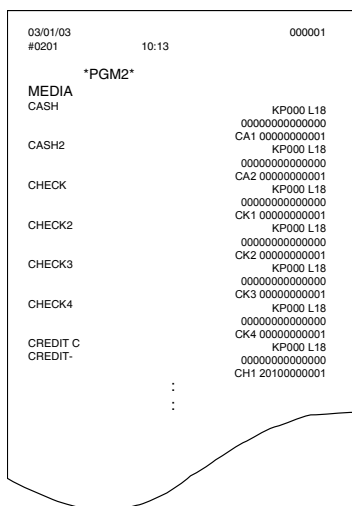 03/01/03 000001
#0201 10:13
*PGM2*
MEDIA
CASH KP000 L18
00000000000000
CA1 00000000001
CASH2 KP000 L18
00000000000000
CA2 00000000001
CHECK KP000 L18
00000000000000
CK1 00000000001
CHECK2 KP000 L18
00000000000000
CK2 00000000001
CHECK3 KP000 L18
00000000000000
CK3 00000000001
CHECK4 KP000 L18
00000000000000
CK4 00000000001
CREDIT C KP000 L18
CREDIT- 00000000000000
CH1 20100000001
:
: